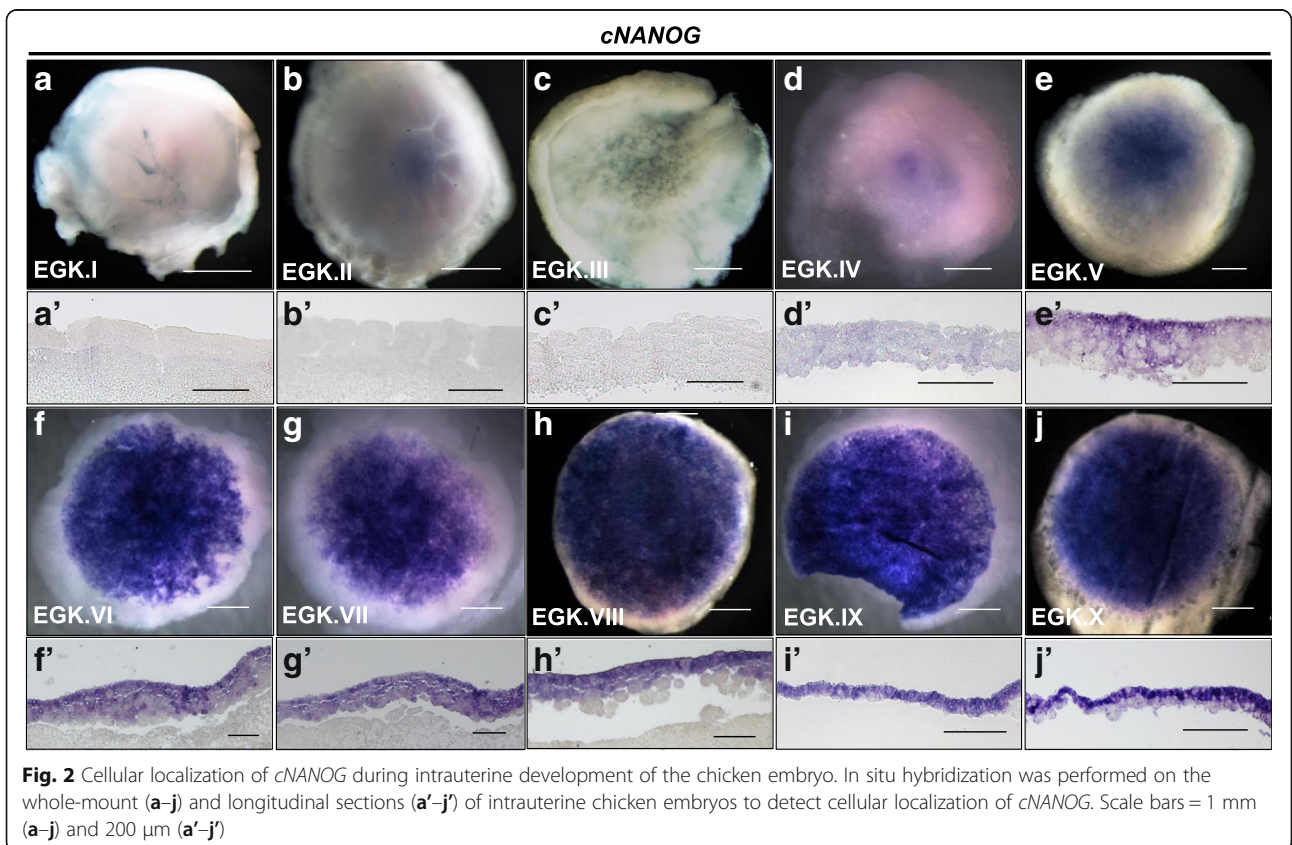 cNANOG
a b c d e
EGK.I EGK.II EGK.III EGK.IV EGK.V
a’ b’ c’ d’ e’
f g h i j
EGK.VI EGK.VII EGK.VIII EGK.IX EGK.X
f’ g’ h’ i’ j’
Fig. 2 Cellular localization of cNANOG during intrauterine development of the chicken embryo. In situ hybridization was performed on the
whole-mount (a–j) and longitudinal sections (a’–j’) of intrauterine chicken embryos to detect cellular localization of cNANOG. Scale bars = 1 mm
(a–j) and 200 μm (a’–j’)